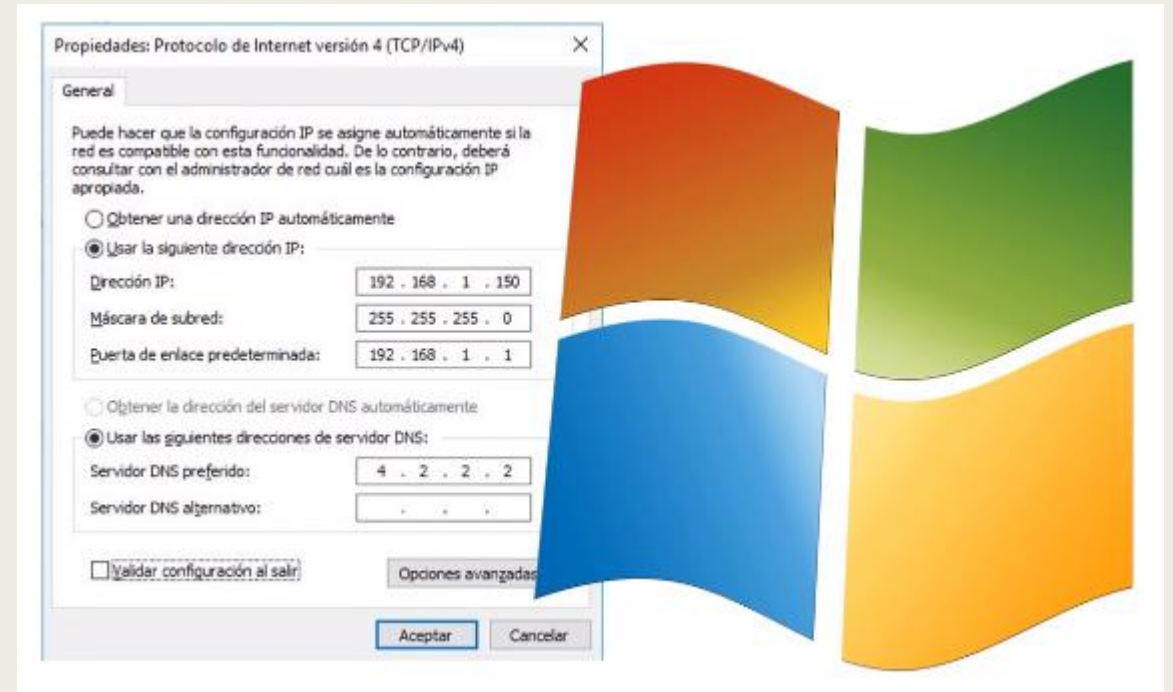 Propiedades: Protocolo de Internet versión 4 (TCP/IPv4)
General
Puede hacer que la configuración IP se asigne automáticamente si la
red es compatible con esta funcionalidad. De lo contrario, deberá
consultar con el administrador de red cuál es la configuración IP
apropiada.
Obtener una dirección IP automáticamente
Usar la siguiente dirección IP:
Dirección IP: 192 . 168 . 1 . 150
Máscara de subred: 255 . 255 . 255 . 0
Puerta de enlace predeterminada: 192 . 168 . 1 . 1
Obtener la dirección del servidor DNS automáticamente
Usar las siguientes direcciones de servidor DNS:
Servidor DNS preferido: 4 . 2 . 2 . 2
Servidor DNS alternativo: . . .
Validar configuración al salir
Opciones avanzadas
Aceptar Cancelar